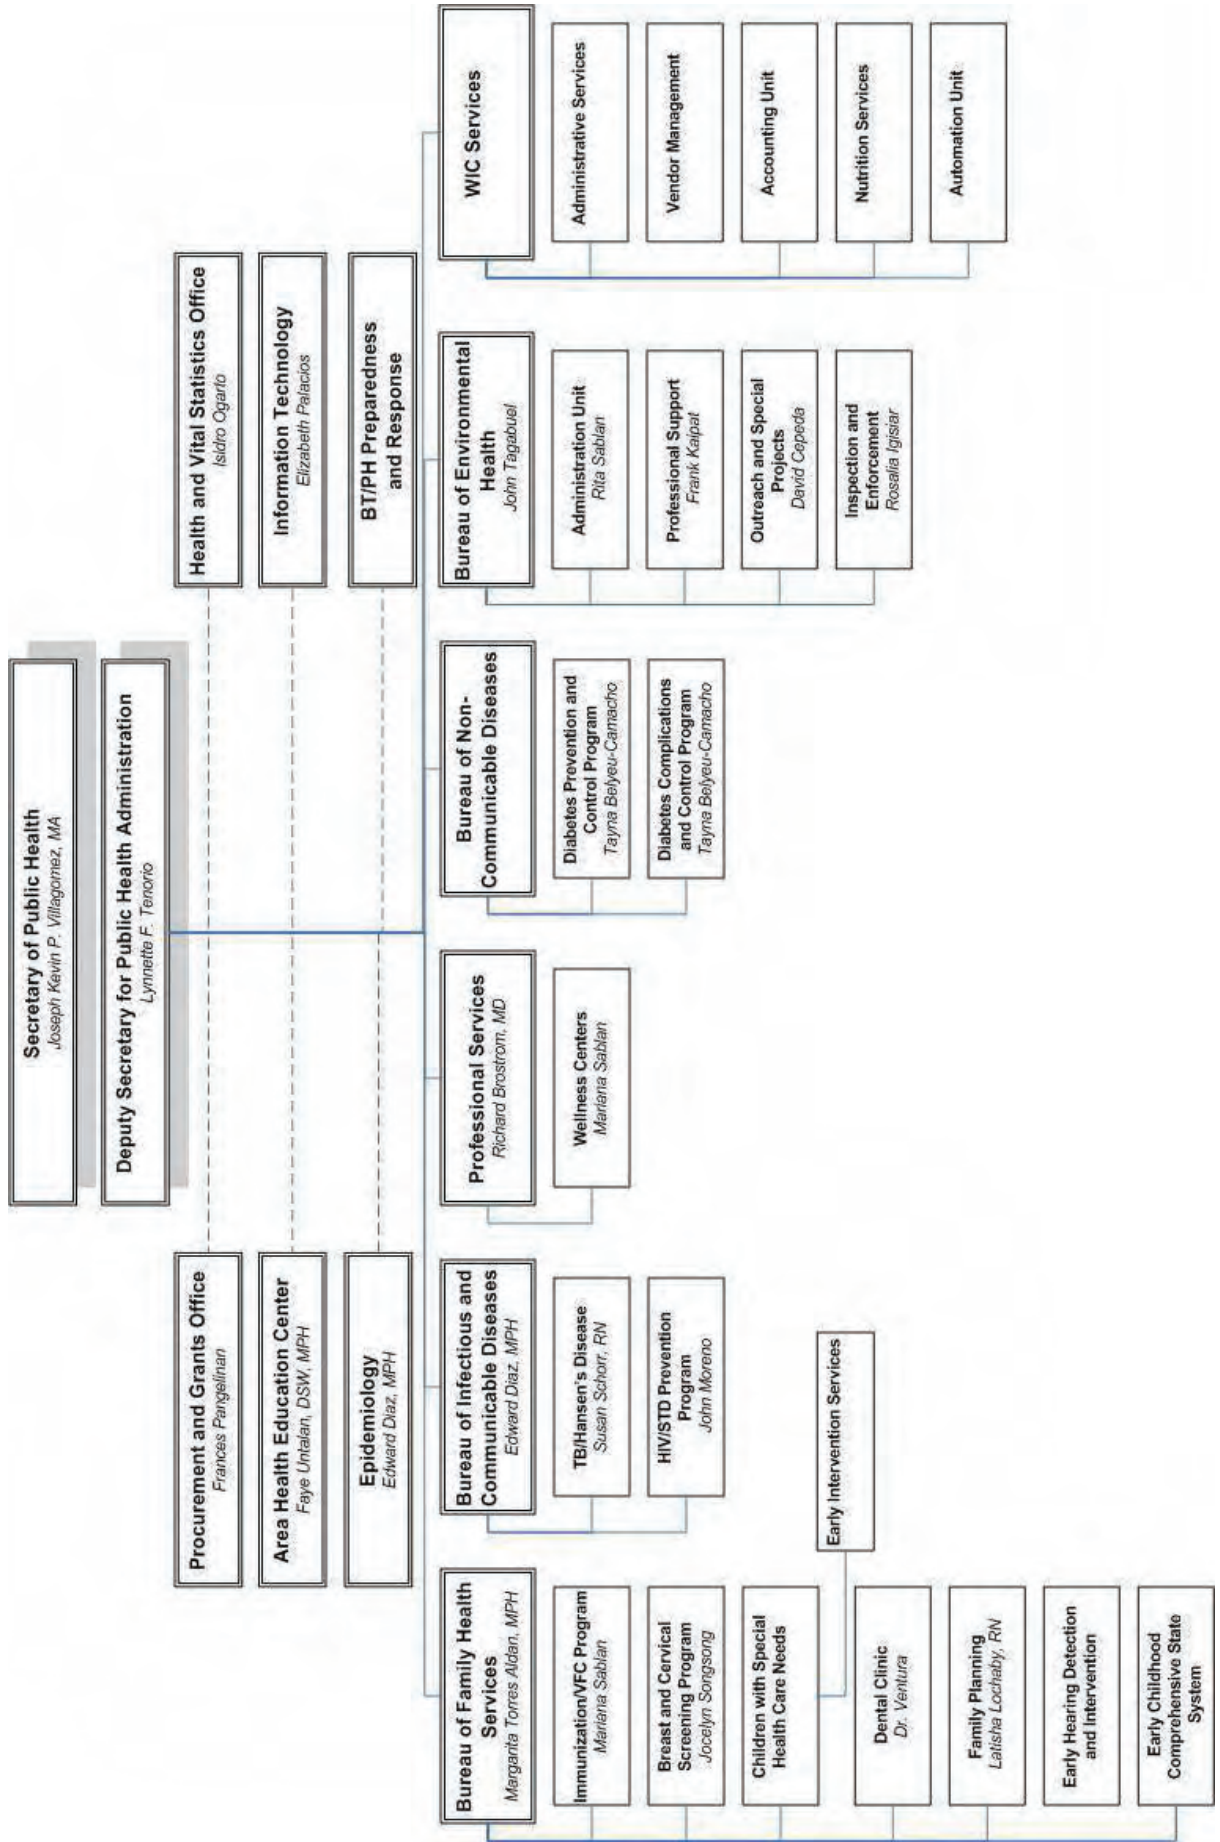 Secretary of Public Health
Joseph Kevin P. Villagomez, MA
Deputy Secretary for Public Health Administration
Lynnette F. Tenorio
Procurement and Grants Office
Frances Pangelinan
Health and Vital Statistics Office
Isidro Ogarto
Area Health Education Center
Faye Untalan, DSW, MPH
Information Technology
Elizabeth Palacios
Epidemiology
Edward Diaz, MPH
BT/PH Preparedness
and Response
Bureau of Family Health
Services
Margarita Torres Aldan, MPH
Immunization/VFC Program
Mariana Sablan
Breast and Cervical
Screening Program
Jocelyn Songsong
Children with Special
Health Care Needs
Early Intervention Services
Dental Clinic
Dr. Ventura
Family Planning
Latisha Lochaby, RN
Early Hearing Detection
and Intervention
Early Childhood
Comprehensive State
System
Bureau of Infectious and
Communicable Diseases
Edward Diaz, MPH
TB/Hansen's Disease
Susan Schorr, RN
HIV/STD Prevention
Program
John Moreno
Professional Services
Richard Brostrom, MD
Wellness Centers
Mariana Sablan
Bureau of Non-
Communicable Diseases
Diabetes Prevention and
Control Program
Tayna Belyeu-Camacho
Diabetes Complications
and Control Program
Tayna Belyeu-Camacho
Bureau of Environmental
Health
John Tagabuel
Administration Unit
Rita Sablan
Professional Support
Frank Kaipat
Outreach and Special
Projects
David Cepeda
Inspection and
Enforcement
Rosalia Igisiar
WIC Services
Administrative Services
Vendor Management
Accounting Unit
Nutrition Services
Automation Unit